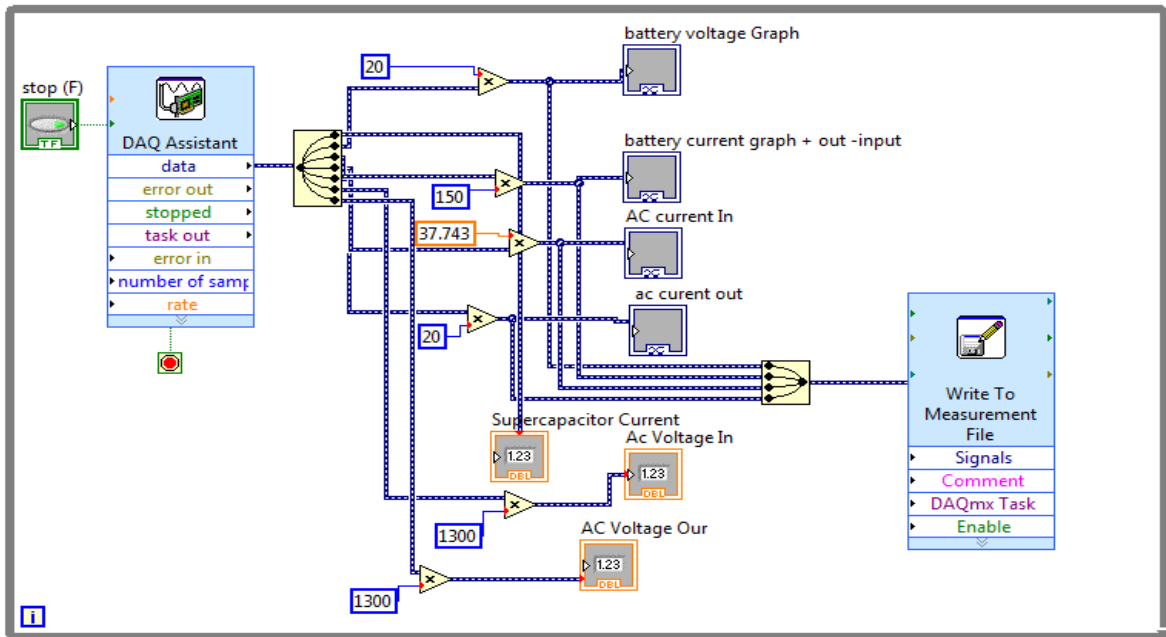 stop (F)
TF
DAQ Assistant
data
error out
stopped
task out
error in
number of samp
rate
20
battery voltage Graph
150
battery current graph + out -input
37.743
AC current In
20
ac curent out
Supercapacitor Current
1.23
DBL
1300
Ac Voltage In
1.23
DBL
1300
AC Voltage Our
1.23
DBL
Write To
Measurement
File
Signals
Comment
DAQmx Task
Enable
i